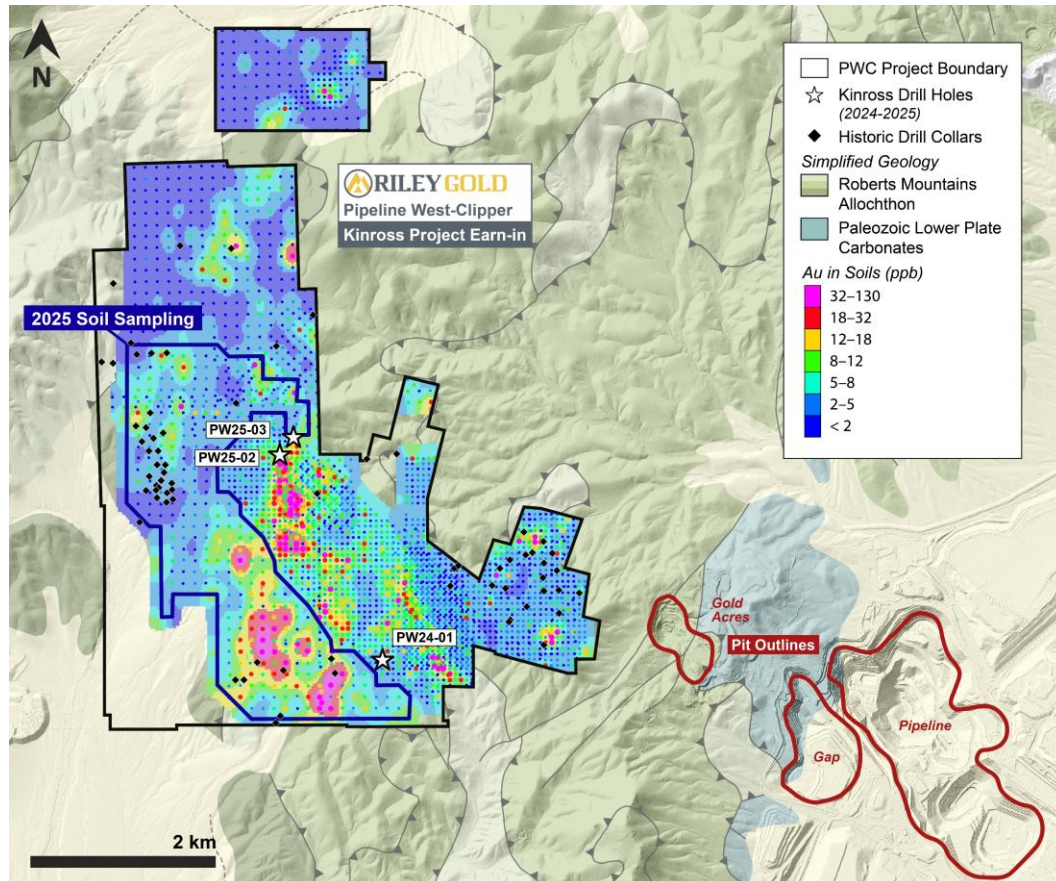 N
RILEY GOLD
Pipeline West-Clipper
Kinross Project Earn-in
PWC Project Boundary
Kinross Drill Holes
(2024-2025)
Historic Drill Collars
Simplified Geology
Roberts Mountains
Allochthon
Paleozoic Lower Plate
Carbonates
Au in Soils (ppb)
32–130
18–32
12–18
8–12
5–8
2–5
< 2
2025 Soil Sampling
PW25-03
PW25-02
PW24-01
Gold
Acres
Pit Outlines
Pipeline
Gap
2 km